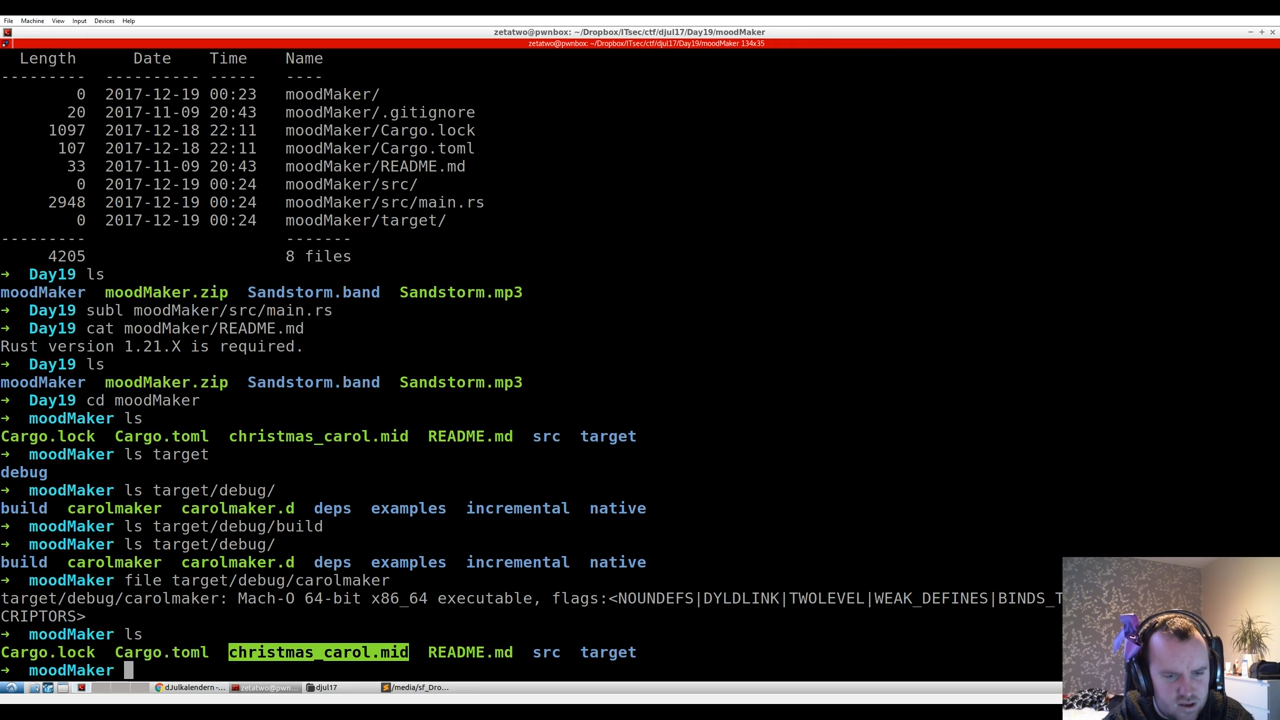 File Machine View Input Devices Help
zetatwo@pwnbox: ~/Dropbox/ITsec/ctf/djul17/Day19/moodMaker
zetatwo@pwnbox: ~/Dropbox/ITsec/ctf/djul17/Day19/moodMaker 134x35
Length Date Time Name
--------- ---------- ----- ----
0 2017-12-19 00:23 moodMaker/
20 2017-11-09 20:43 moodMaker/.gitignore
1097 2017-12-18 22:11 moodMaker/Cargo.lock
107 2017-12-18 22:11 moodMaker/Cargo.toml
33 2017-11-09 20:43 moodMaker/README.md
0 2017-12-19 00:24 moodMaker/src/
2948 2017-12-19 00:24 moodMaker/src/main.rs
0 2017-12-19 00:24 moodMaker/target/
--------- -------
4205 8 files
➜ Day19 ls
moodMaker moodMaker.zip Sandstorm.band Sandstorm.mp3
➜ Day19 subl moodMaker/src/main.rs
➜ Day19 cat moodMaker/README.md
Rust version 1.21.X is required.
➜ Day19 ls
moodMaker moodMaker.zip Sandstorm.band Sandstorm.mp3
➜ Day19 cd moodMaker
➜ moodMaker ls
Cargo.lock Cargo.toml christmas_carol.mid README.md src target
➜ moodMaker ls target
debug
➜ moodMaker ls target/debug/
build carolmaker carolmaker.d deps examples incremental native
➜ moodMaker ls target/debug/build
➜ moodMaker ls target/debug/
build carolmaker carolmaker.d deps examples incremental native
➜ moodMaker file target/debug/carolmaker
target/debug/carolmaker: Mach-O 64-bit x86_64 executable, flags:<NOUNDEFS|DYLDLINK|TWOLEVEL|WEAK_DEFINES|BINDS_T
CRIPTORS>
➜ moodMaker ls
Cargo.lock Cargo.toml christmas_carol.mid README.md src target
➜ moodMaker
dJulkalendern -... zetatwo@pwnbo... djul17 /media/sf_Dro...